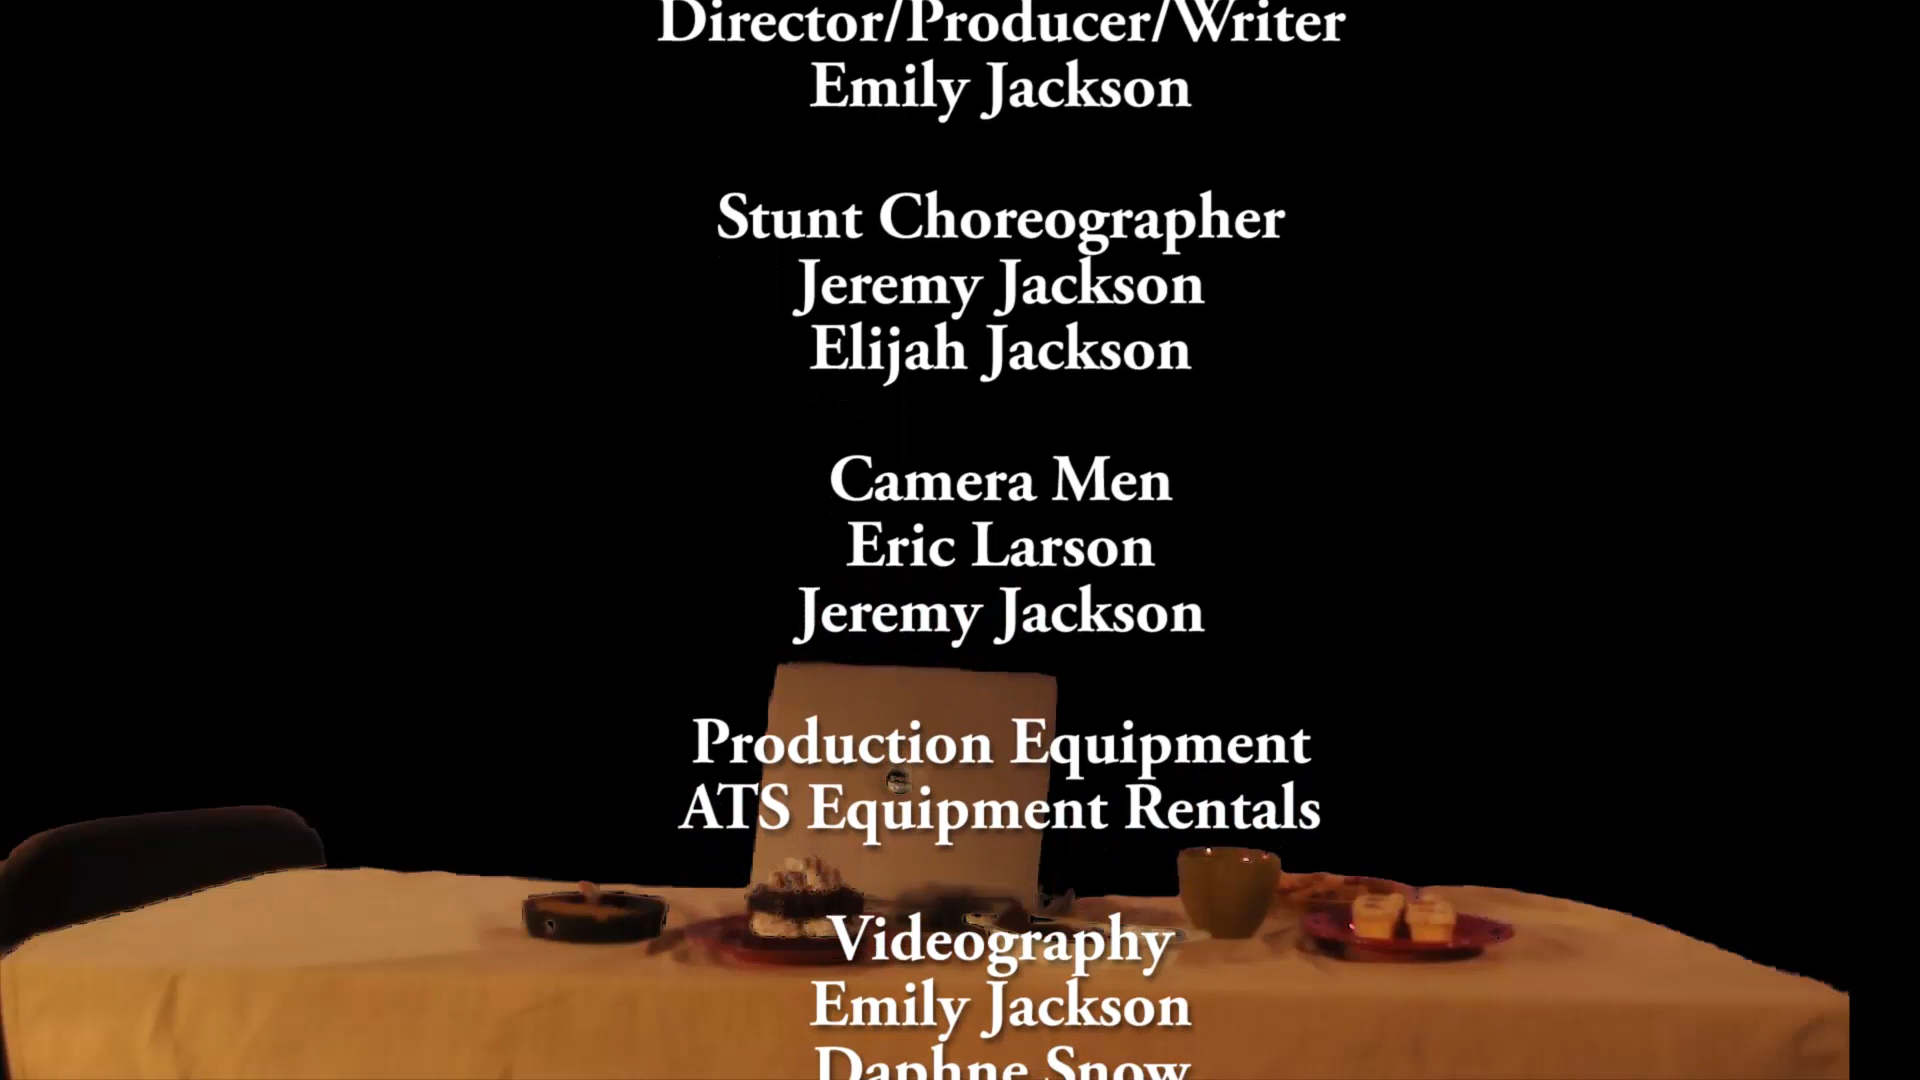 Director/Producer/Writer
Emily Jackson
Stunt Choreographer
Jeremy Jackson
Elijah Jackson
Camera Men
Eric Larson
Jeremy Jackson
Production Equipment
ATS Equipment Rentals
Videography
Emily Jackson
Daphne Snow